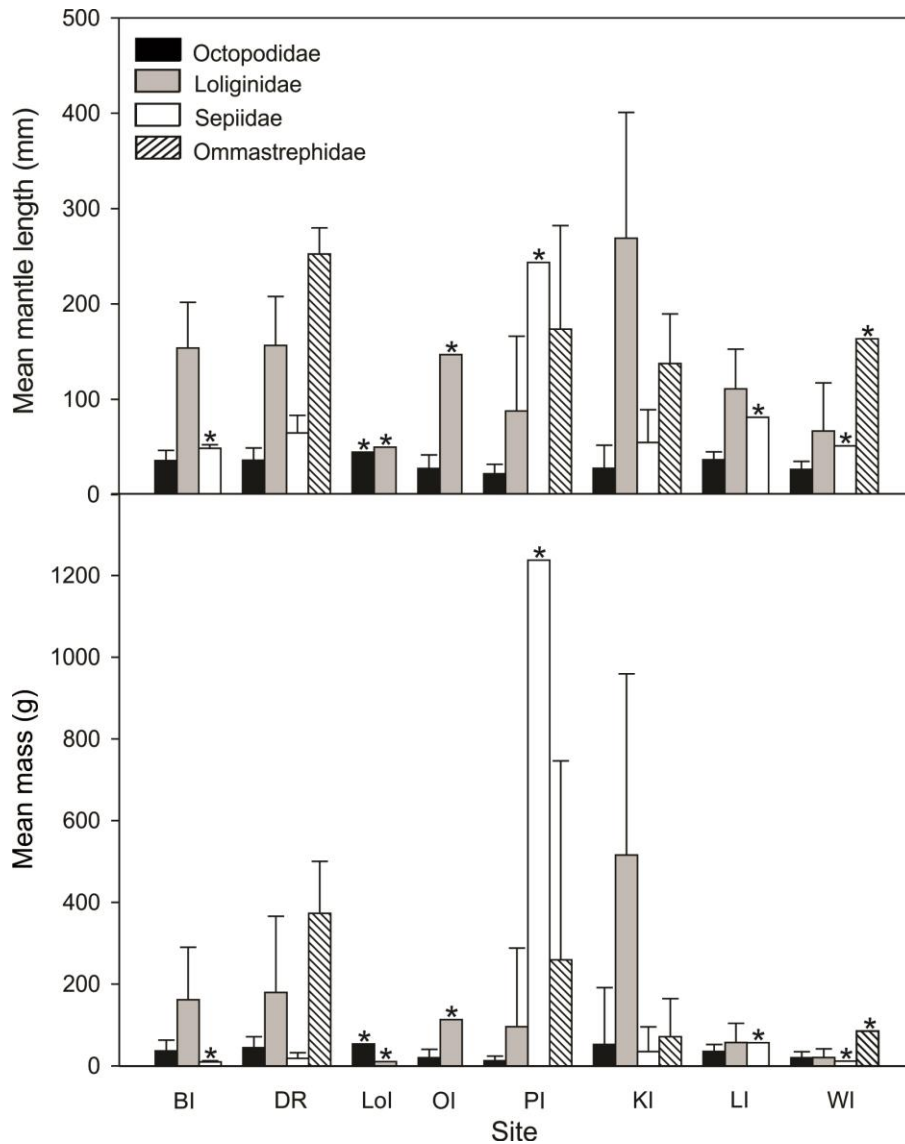 500
400
300
200
100
0
Mean mantle length (mm)
Octopodidae
Loliginidae
Sepiidae
Ommastrephidae
* * * * * * * *
1200
1000
800
600
400
200
0
Mean mass (g)
* * * * * * * *
BI DR LoI OI PI KI LI WI
Site